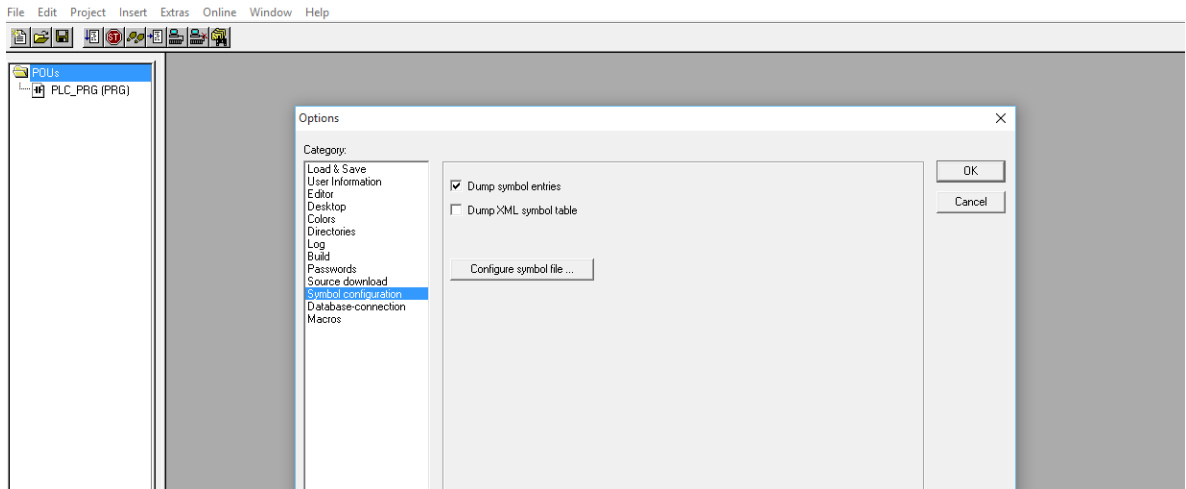 File Edit Project Insert Extras Online Window Help
POUs
PLC_PRG (PRG)
Options
Category:
Load & Save
User Information
Editor
Desktop
Colors
Directories
Log
Build
Passwords
Source download
Symbol configuration
Database-connection
Macros
Dump symbol entries
Dump XML symbol table
Configure symbol file ...
OK
Cancel